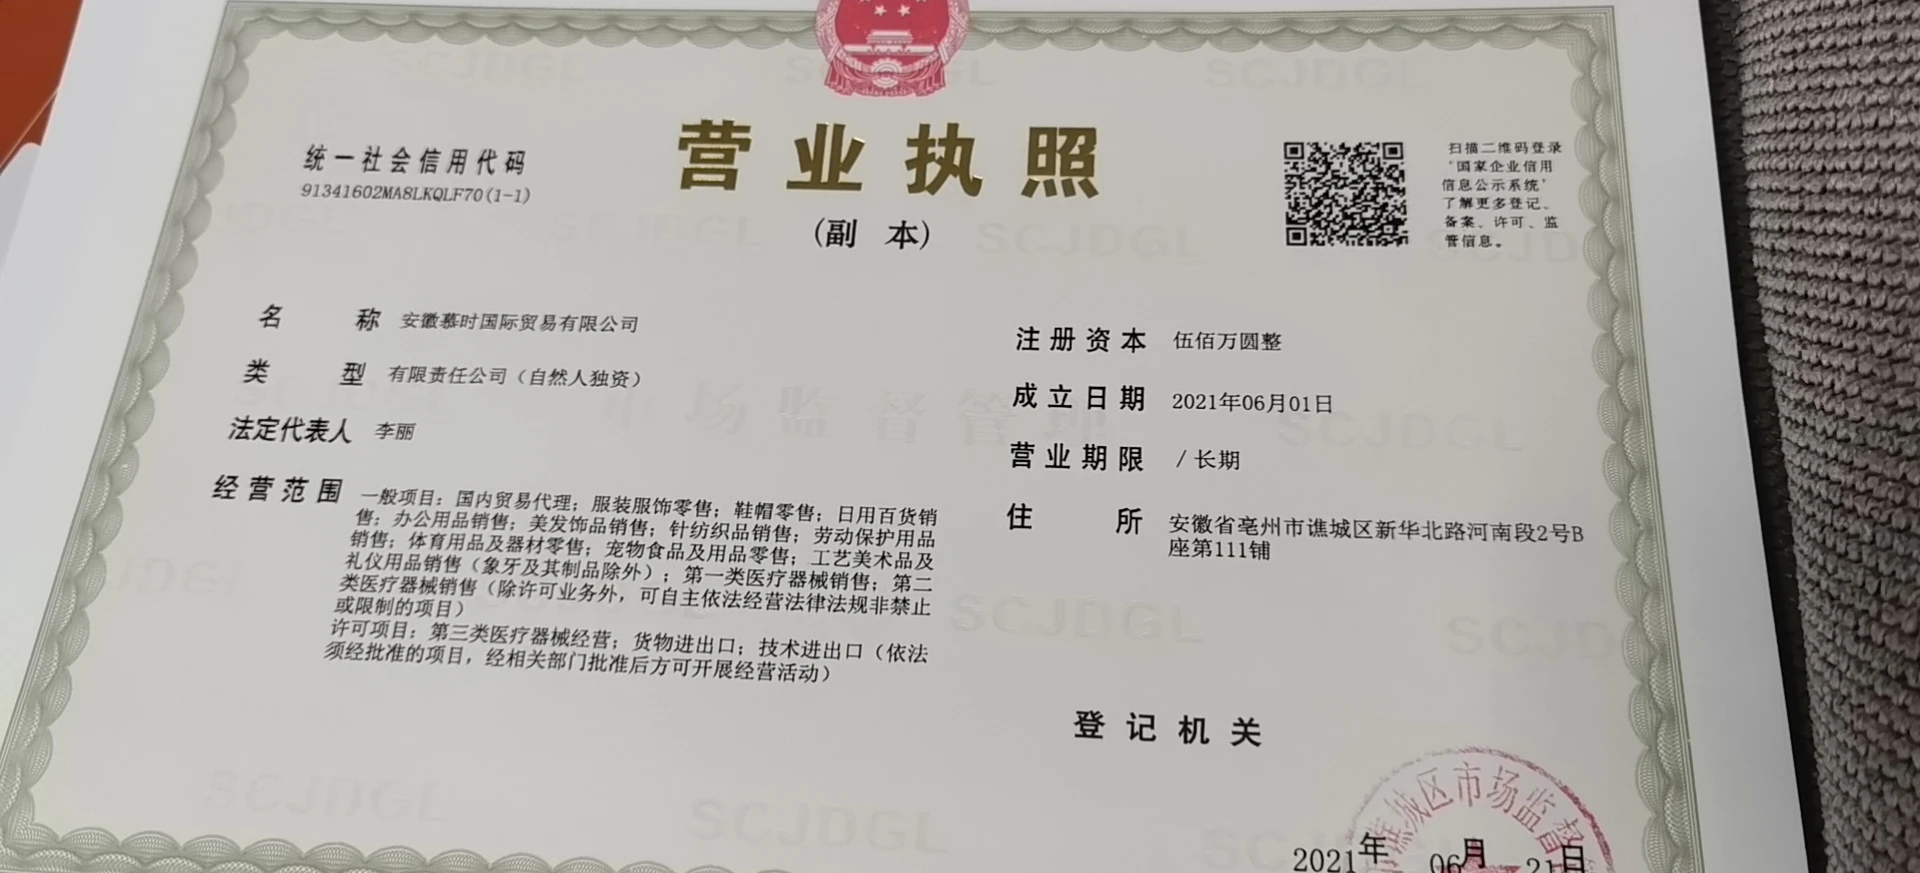 营业执照
(副 本)
统一社会信用代码
91341602MA8LKQLF70(1-1)
扫描二维码登录
‘国家企业信用
信息公示系统’
了解更多登记、
备案、许可、监
管信息。
名 称 安徽慕时国际贸易有限公司
类 型 有限责任公司（自然人独资）
法定代表人 李丽
经营范围 一般项目：国内贸易代理；服装服饰零售；鞋帽零售；日用百货销
售；办公用品销售；美发饰品销售；针纺织品销售；劳动保护用品
销售；体育用品及器材零售；宠物食品及用品零售；工艺美术品及
礼仪用品销售（象牙及其制品除外）；第一类医疗器械销售；第二
类医疗器械销售（除许可业务外，可自主依法经营法律法规非禁止
或限制的项目）
许可项目：第三类医疗器械经营；货物进出口；技术进出口（依法
须经批准的项目，经相关部门批准后方可开展经营活动）
注册资本 伍佰万圆整
成立日期 2021年06月01日
营业期限 / 长期
住 所 安徽省亳州市谯城区新华北路河南段2号B
座第111铺
登记机关
谯城区市场监督
2021年 06月 21日
SCJDGL
市场监督管理